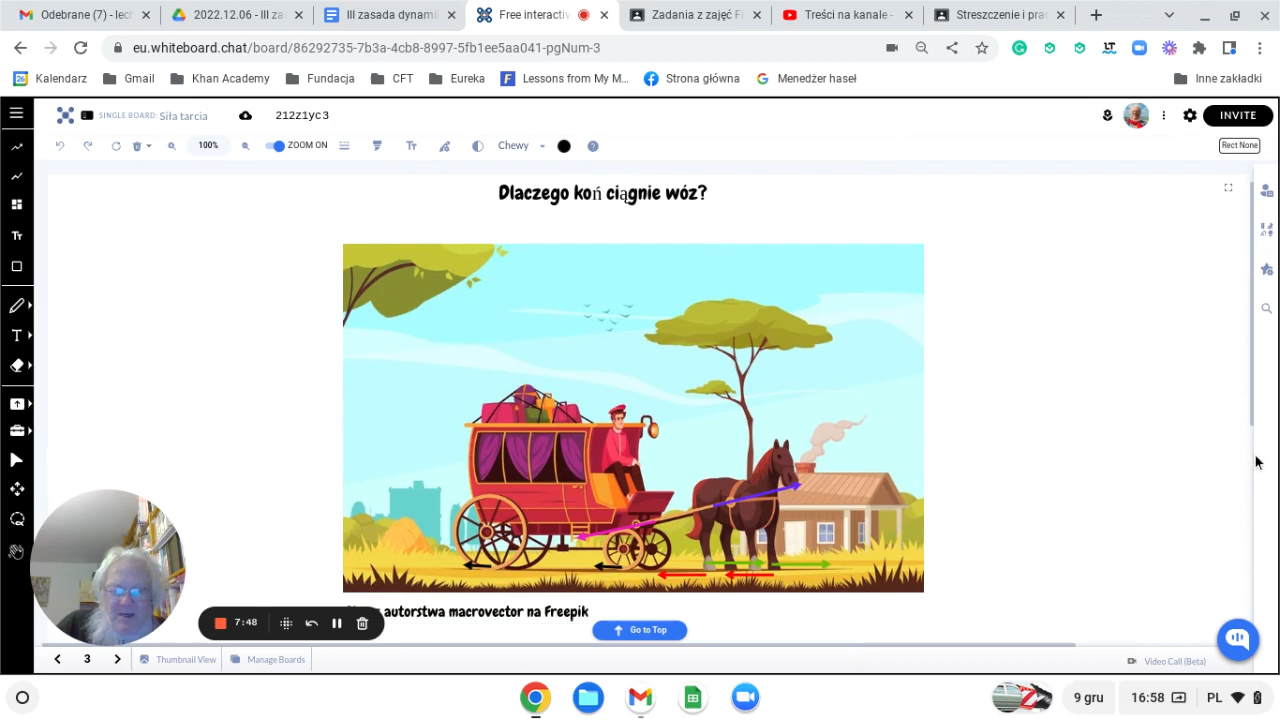 Odebrane (7) - lech
2022.12.06 - III zas
III zasada dynami
Free interactiv
Zadania z zajęć F
Treści na kanale -
Streszczenie i pra
eu.whiteboard.chat/board/86292735-7b3a-4cb8-8997-5fb1ee5aa041-pgNum-3
26 Kalendarz Gmail Khan Academy Fundacja CFT Eureka Lessons from My M... Strona główna Menedżer haseł Inne zakładki
SINGLE BOARD: Siła tarcia 212z1yc3 INVITE
100% ZOOM ON Tт Chewy Rect None
Dlaczego koń ciągnie wóz?
autorstwa macrovector na Freepik
7:48
Go to Top
3 Thumbnail View Manage Boards Video Call (Beta)
9 gru 16:58 PL